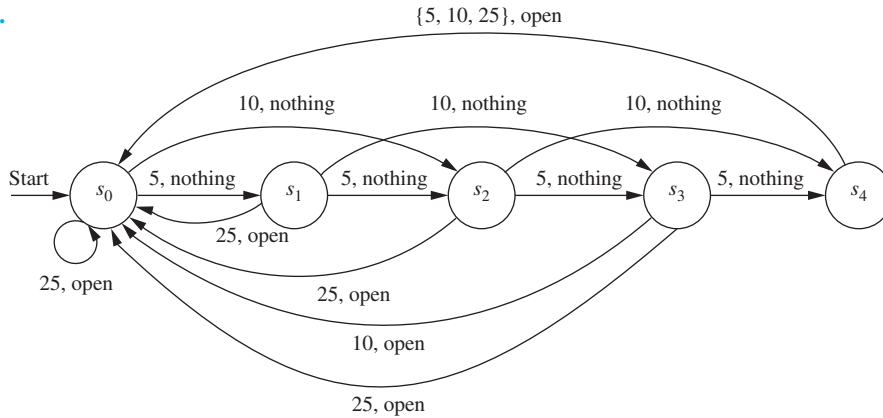 {5, 10, 25}, open
10, nothing
10, nothing
10, nothing
Start
s0
5, nothing
s1
5, nothing
s2
5, nothing
s3
5, nothing
s4
25, open
25, open
25, open
10, open
25, open